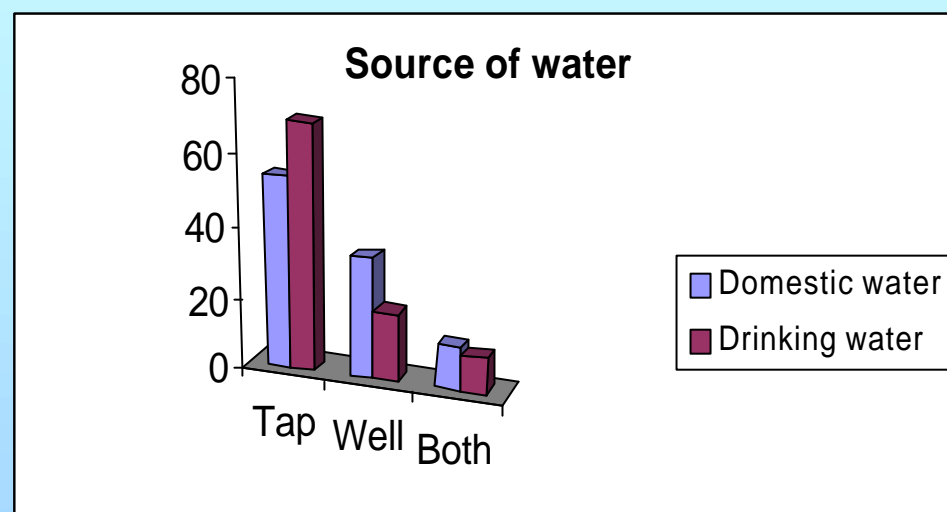 Source of water
80
60
40
20
0
Tap Well Both
Domestic water
Drinking water